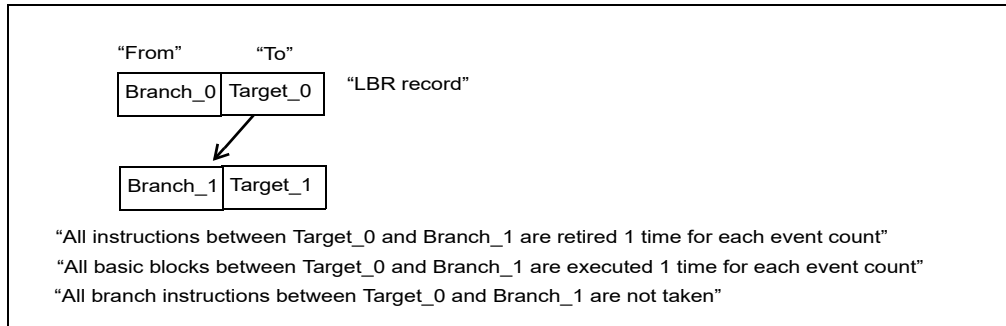 “From” “To”
Branch_0 Target_0 “LBR record”
Branch_1 Target_1
“All instructions between Target_0 and Branch_1 are retired 1 time for each event count”
“All basic blocks between Target_0 and Branch_1 are executed 1 time for each event count”
“All branch instructions between Target_0 and Branch_1 are not taken”